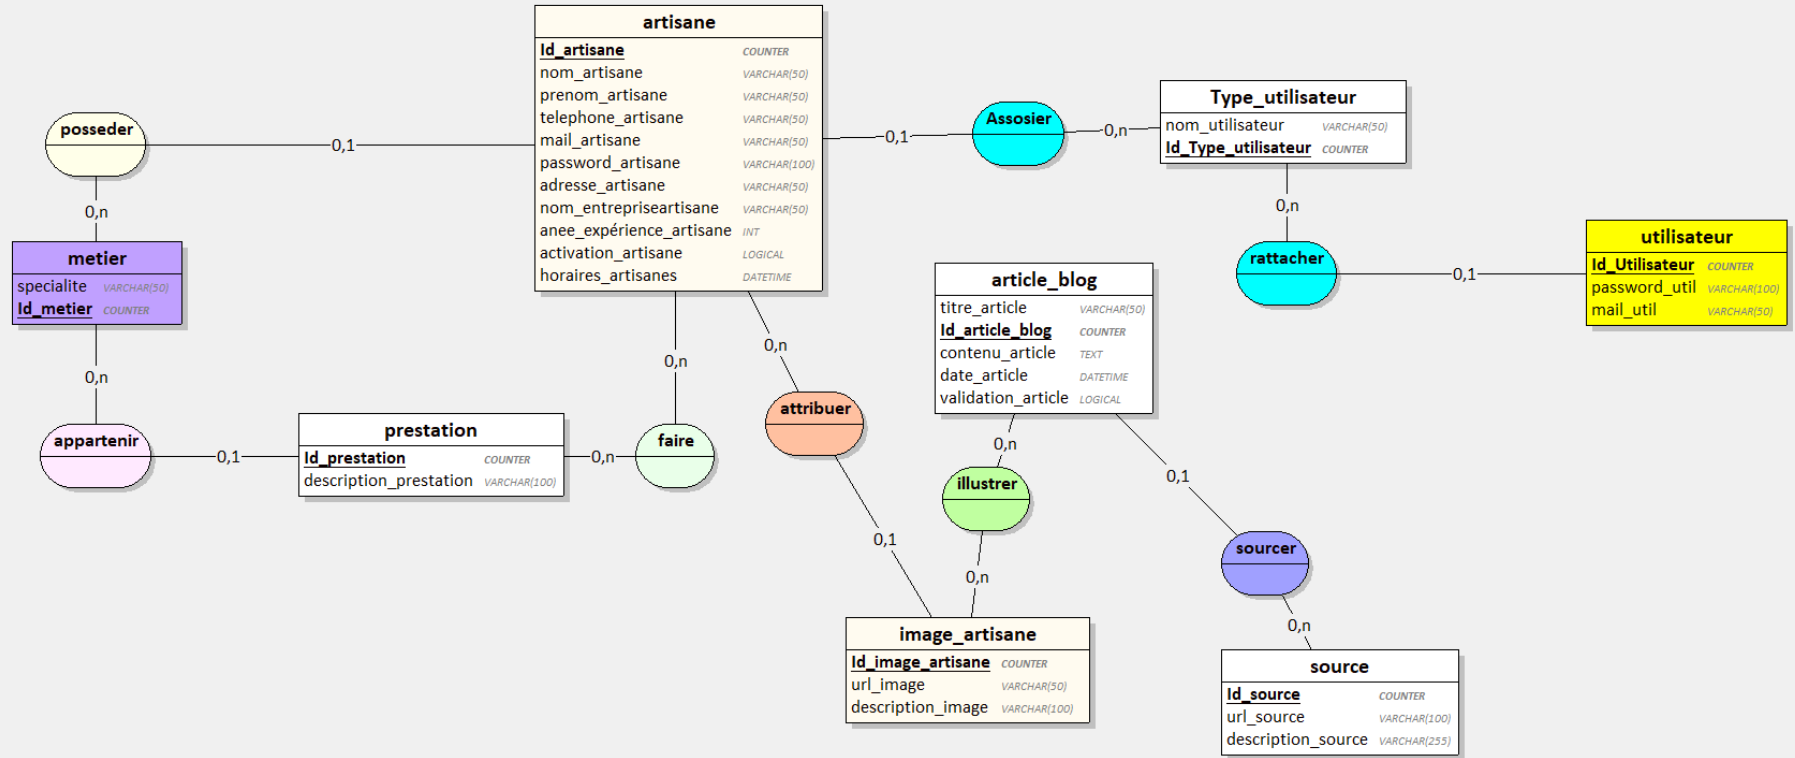 artisane
Id_artisane COUNTER
nom_artisane VARCHAR(50)
prenom_artisane VARCHAR(50)
telephone_artisane VARCHAR(50)
mail_artisane VARCHAR(50)
password_artisane VARCHAR(100)
adresse_artisane VARCHAR(50)
nom_entrepriseartisane VARCHAR(50)
anee_expérience_artisane INT
activation_artisane LOGICAL
horaires_artisanes DATETIME
posseder
0,1
0,n
metier
specialite VARCHAR(50)
Id_metier COUNTER
0,n
appartenir
0,1
prestation
Id_prestation COUNTER
description_prestation VARCHAR(100)
0,n
faire
0,n
0,n
attribuer
0,1
0,1
Assosier
0,n
Type_utilisateur
nom_utilisateur VARCHAR(50)
Id_Type_utilisateur COUNTER
0,n
rattacher
0,1
utilisateur
Id_Utilisateur COUNTER
password_util VARCHAR(100)
mail_util VARCHAR(50)
article_blog
titre_article VARCHAR(50)
Id_article_blog COUNTER
contenu_article TEXT
date_article DATETIME
validation_article LOGICAL
0,n
illustrer
0,n
image_artisane
Id_image_artisane COUNTER
url_image VARCHAR(50)
description_image VARCHAR(100)
0,1
sourcer
0,n
source
Id_source COUNTER
url_source VARCHAR(100)
description_source VARCHAR(255)